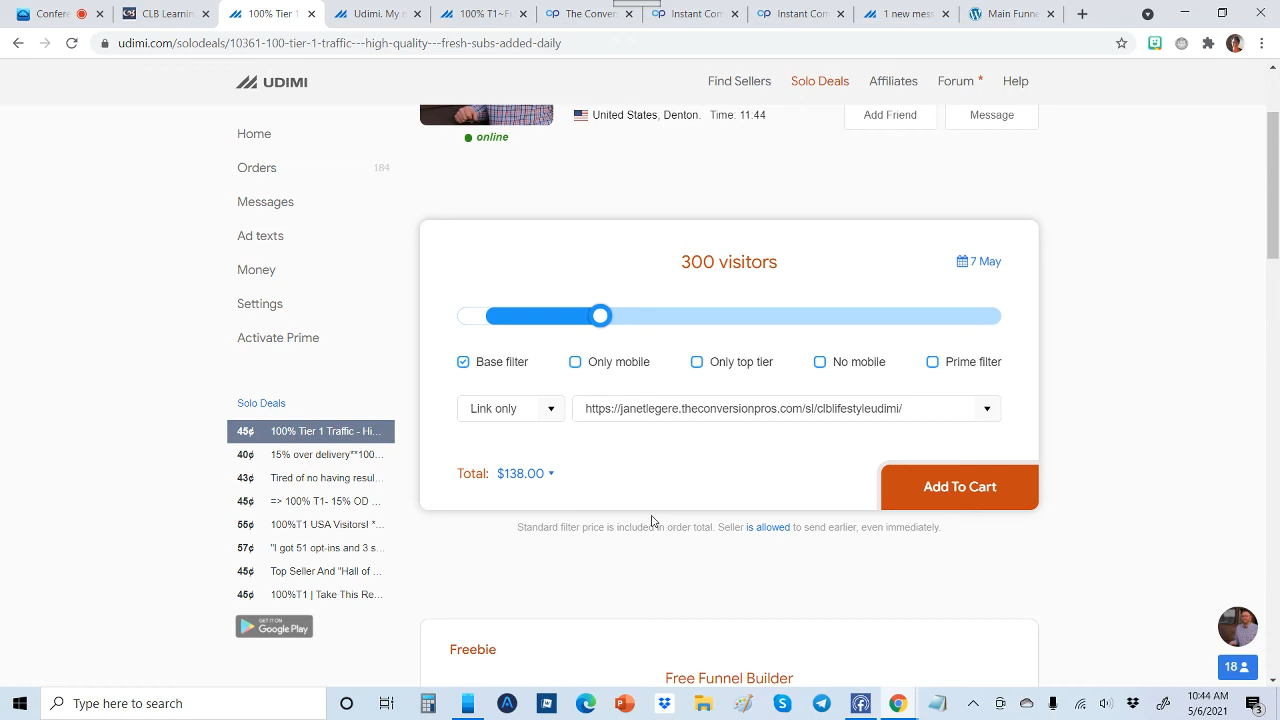 Conferen
CLB Learnin
100% Tier 1
Udimi. My
100% T1~F
The Conver
Instant
Instant Con
1 new mess
Main Funne
udimi.com/solodeals/10361-100-tier-1-traffic---high-quality---fresh-subs-added-daily
UDIMI
Find Sellers
Solo Deals
Affiliates
Forum *
Help
United States, Denton. Time: 11.44
Add Friend
Message
online
Home
Orders 184
Messages
Ad texts
Money
Settings
Activate Prime
Solo Deals
45¢ 100% Tier 1 Traffic - Hi...
40¢ 15% over delivery**100...
43¢ Tired of no having resul...
45¢ => 100% T1- 15% OD ...
55¢ 100%T1 USA Visitors! *...
57¢ "I got 51 opt-ins and 3 s...
45¢ Top Seller And "Hall of ...
45¢ 100%T1 | Take This Re...
GET IT ON
Google Play
300 visitors
7 May
Base filter
Only mobile
Only top tier
No mobile
Prime filter
Link only
https://janetlegere.theconversionpros.com/sl/clblifestyleudimi/
Total: $138.00
Add To Cart
Standard filter price is included in order total. Seller is allowed to send earlier, even immediately.
Freebie
Free Funnel Builder
18
Type here to search
10:44 AM
5/6/2021
3